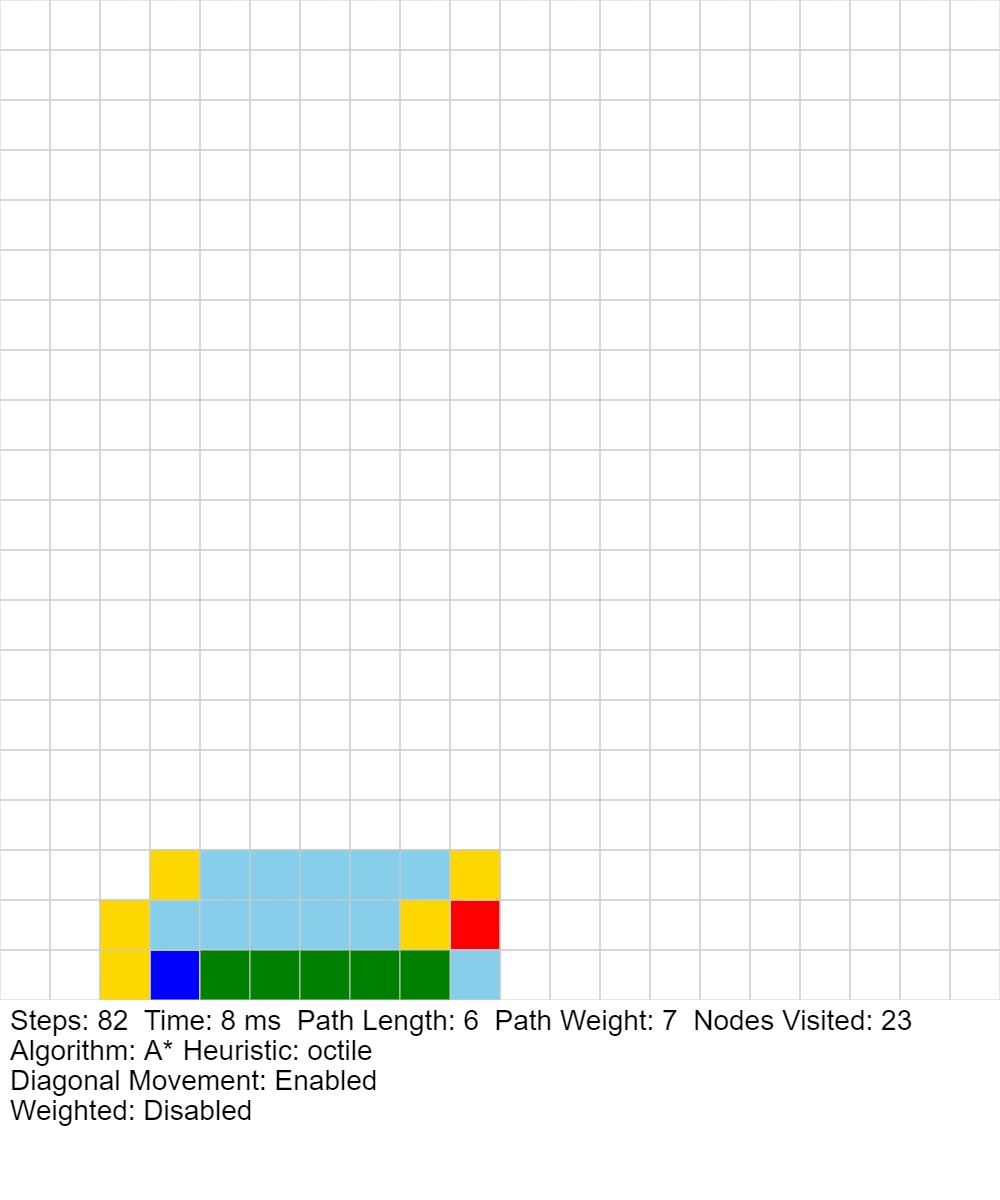 Steps: 82  Time: 8 ms  Path Length: 6  Path Weight: 7  Nodes Visited: 23
Algorithm: A* Heuristic: octile
Diagonal Movement: Enabled
Weighted: Disabled